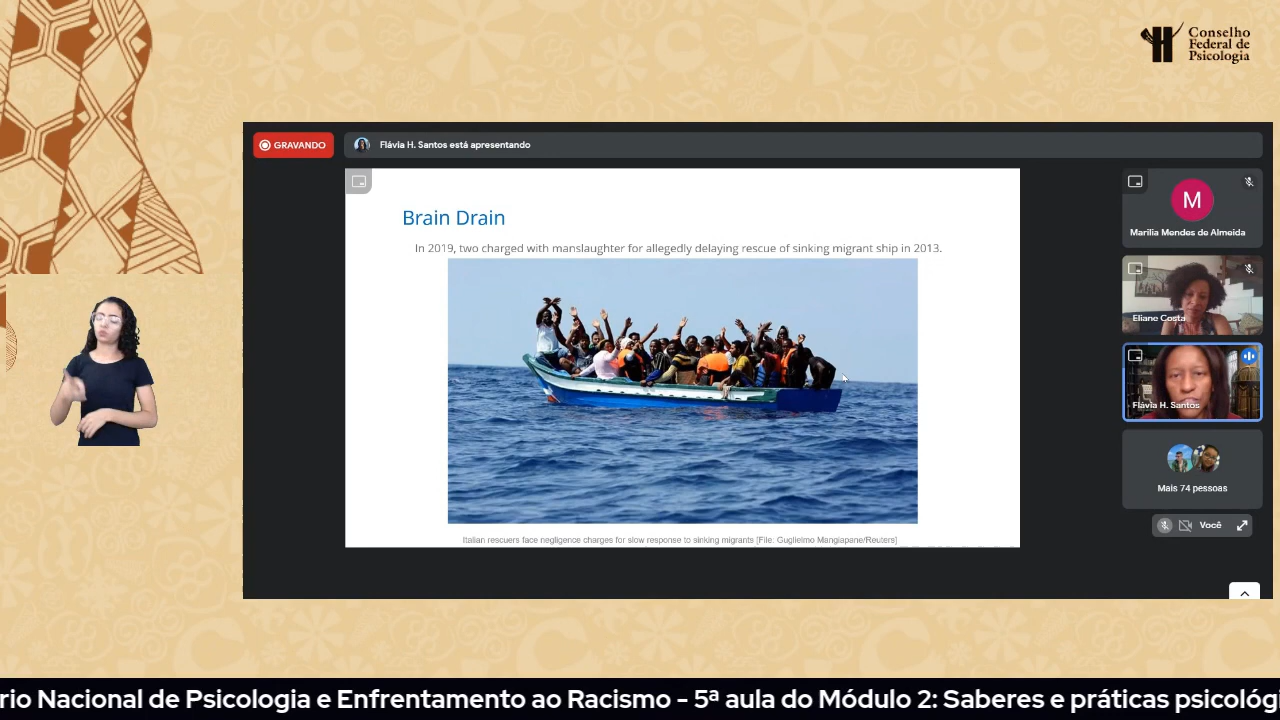 Conselho
Federal de
Psicologia
GRAVANDO
Flávia H. Santos está apresentando
Brain Drain
In 2019, two charged with manslaughter for allegedly delaying rescue of sinking migrant ship in 2013.
Italian rescuers face negligence charges for slow response to sinking migrants [File: Guglielmo Mangiapane/Reuters]
M
Marilia Mendes de Almeida
Eliane Costa
Flávia H. Santos
Mais 74 pessoas
Você
rio Nacional de Psicologia e Enfrentamento ao Racismo - 5ª aula do Módulo 2: Saberes e práticas psicológi